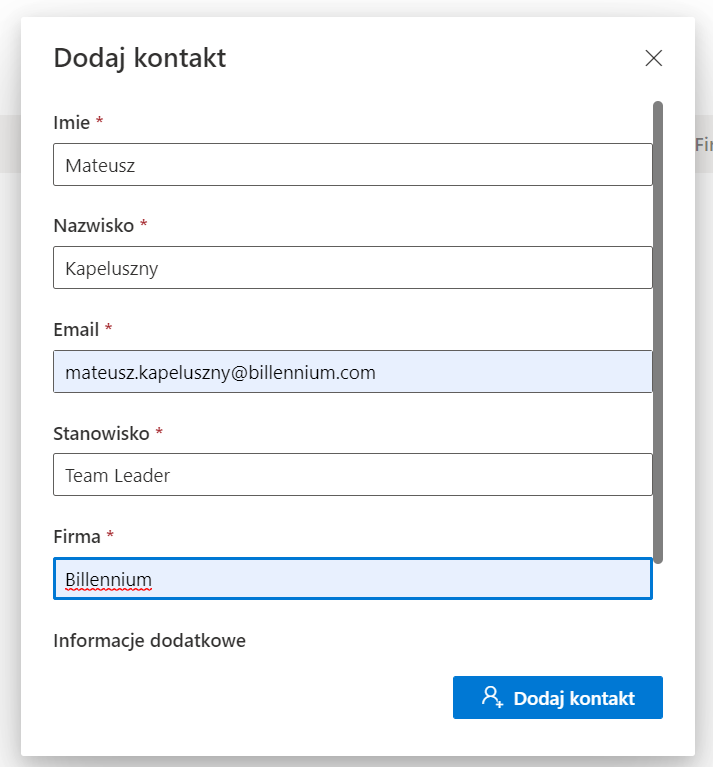 Dodaj kontakt
Imie *
Mateusz
Nazwisko *
Kapeluszny
Email *
mateusz.kapeluszny@billennium.com
Stanowisko *
Team Leader
Firma *
Billennium
Informacje dodatkowe
Dodaj kontakt